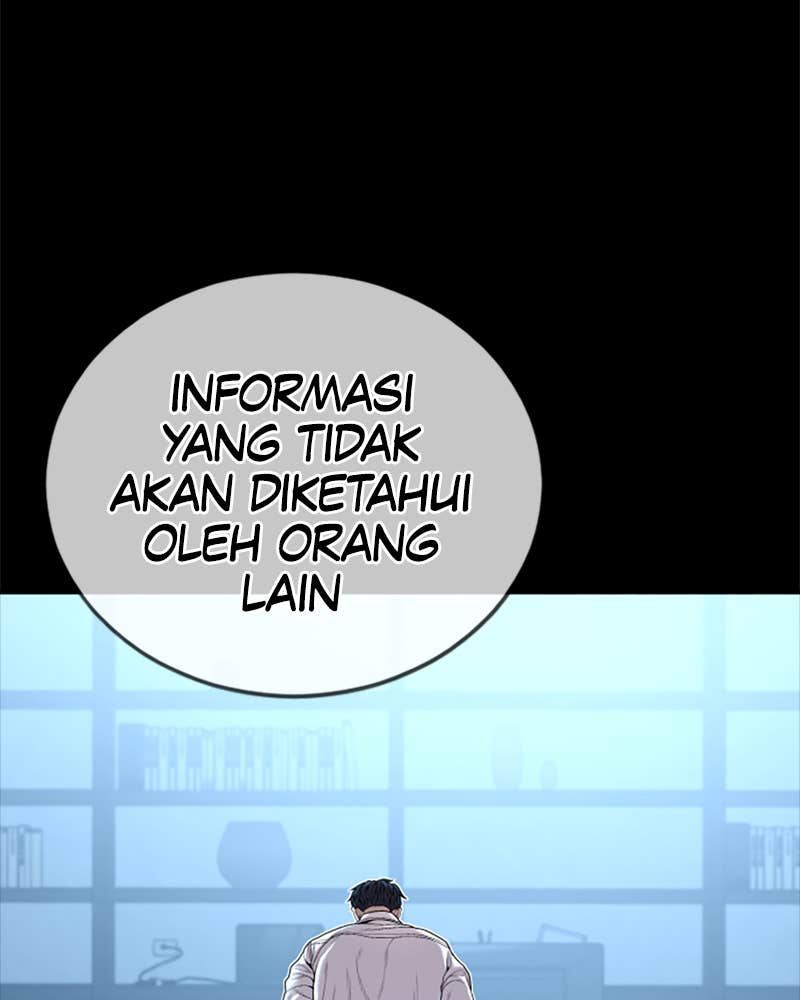 INFORMASI
YANG TIDAK
AKAN DIKETAHUI
OLEH ORANG
LAIN